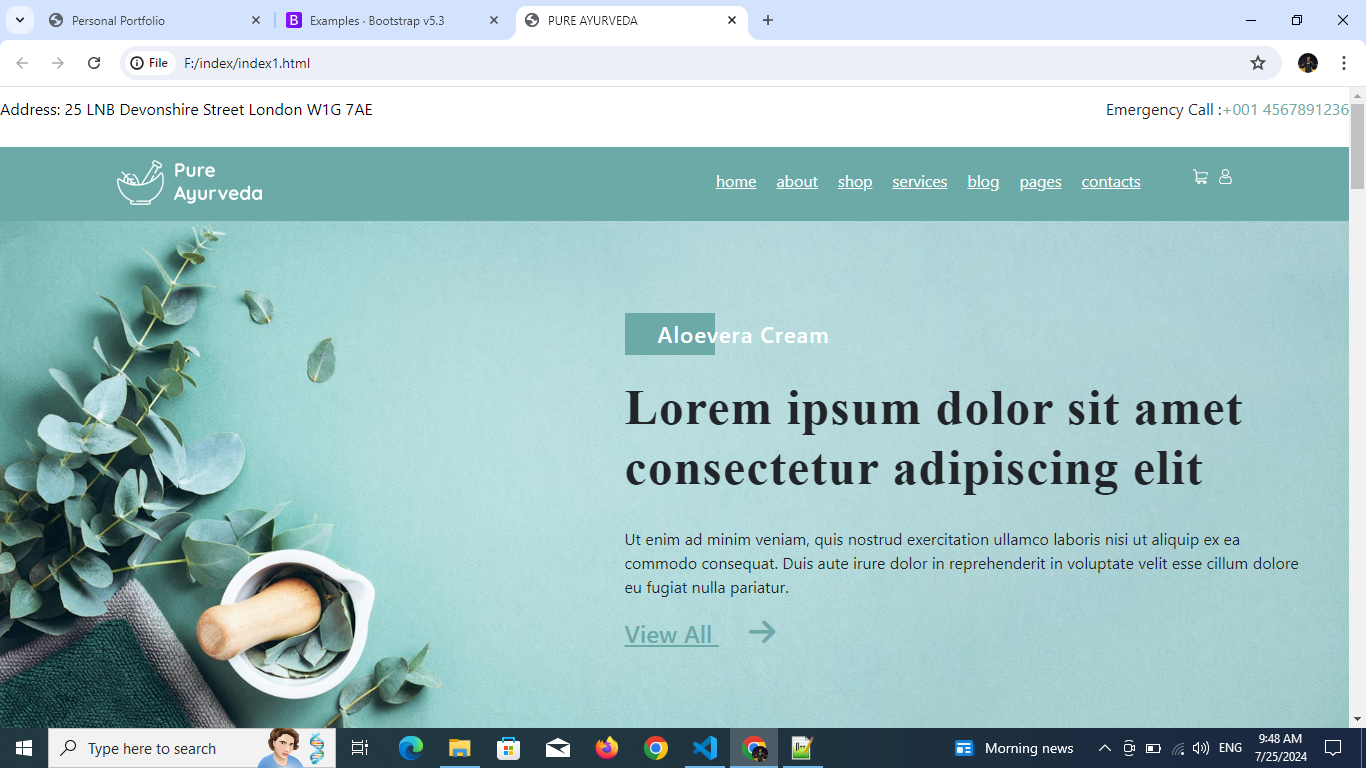 Personal Portfolio
Examples · Bootstrap v5.3
PURE AYURVEDA
File F:/index/index1.html
Address: 25 LNB Devonshire Street London W1G 7AE
Emergency Call :+001 4567891236
Pure
Ayurveda
home about shop services blog pages contacts
Aloevera Cream
Lorem ipsum dolor sit amet
consectetur adipiscing elit
Ut enim ad minim veniam, quis nostrud exercitation ullamco laboris nisi ut aliquip ex ea
commodo consequat. Duis aute irure dolor in reprehenderit in voluptate velit esse cillum dolore
eu fugiat nulla pariatur.
View All
Type here to search
Morning news
ENG
9:48 AM
7/25/2024